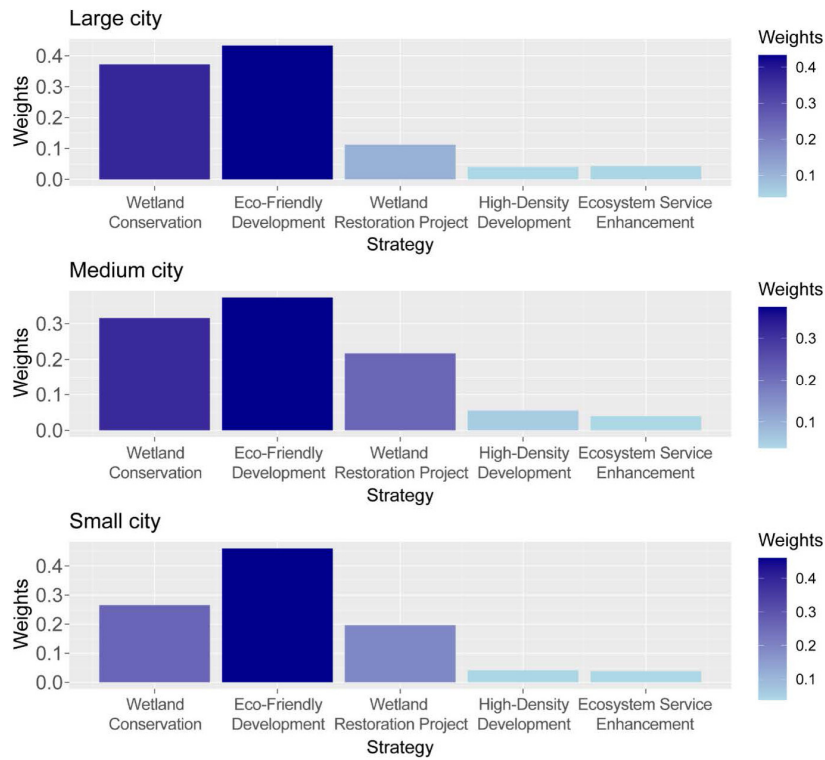 Large city
Weights
0.4
0.3
0.2
0.1
0.0
Wetland Conservation
Eco-Friendly Development
Wetland Restoration Project
High-Density Development
Ecosystem Service Enhancement
Strategy
Weights
0.4
0.3
0.2
0.1
Medium city
Weights
0.3
0.2
0.1
0.0
Wetland Conservation
Eco-Friendly Development
Wetland Restoration Project
High-Density Development
Ecosystem Service Enhancement
Strategy
Weights
0.3
0.2
0.1
Small city
Weights
0.4
0.3
0.2
0.1
0.0
Wetland Conservation
Eco-Friendly Development
Wetland Restoration Project
High-Density Development
Ecosystem Service Enhancement
Strategy
Weights
0.4
0.3
0.2
0.1